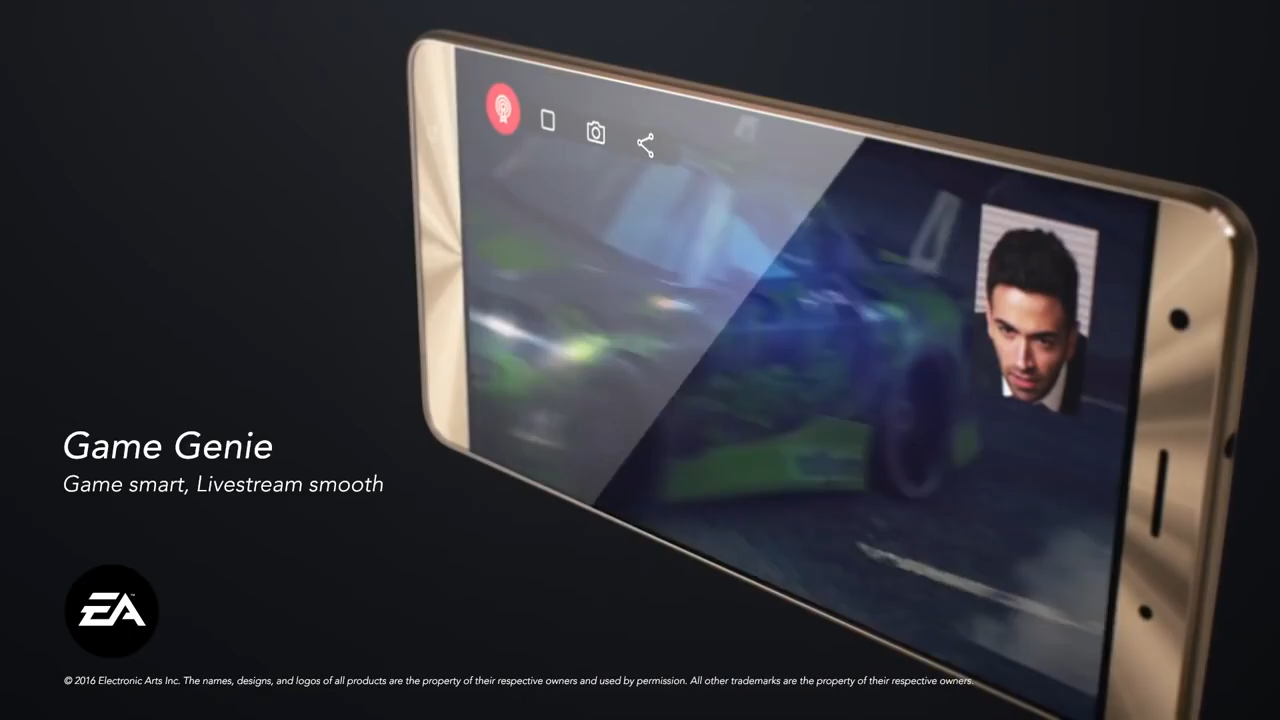 Game Genie
Game smart, Livestream smooth
EA
© 2016 Electronic Arts Inc. The names, designs, and logos of all products are the property of their respective owners and used by permission. All other trademarks are the property of their respective owners.